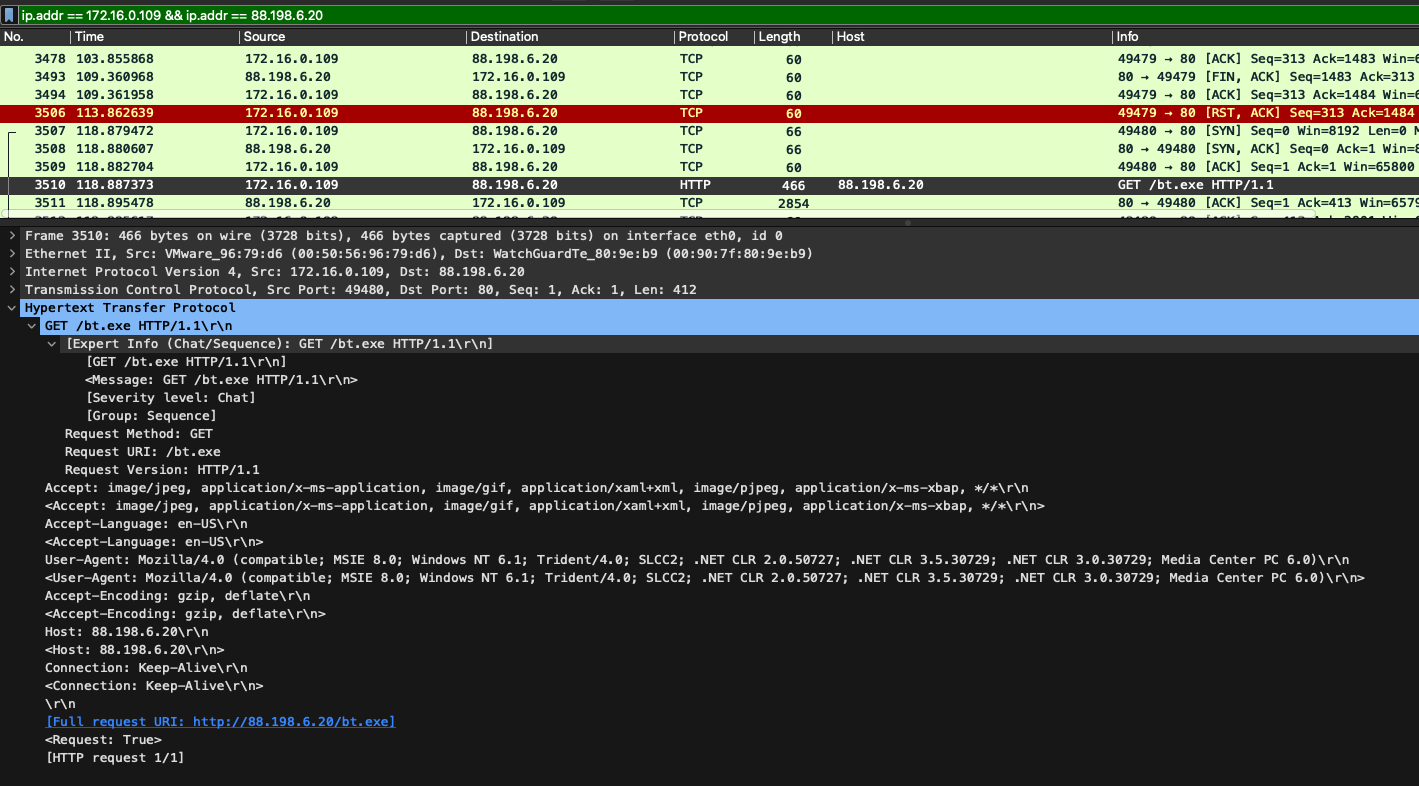 ip.addr == 172.16.0.109 && ip.addr == 88.198.6.20
No. Time Source Destination Protocol Length Host Info
3478 103.855868 172.16.0.109 88.198.6.20 TCP 60 49479 → 80 [ACK] Seq=313 Ack=1483 Win=6
3493 109.360968 88.198.6.20 172.16.0.109 TCP 60 80 → 49479 [FIN, ACK] Seq=1483 Ack=313
3494 109.361958 172.16.0.109 88.198.6.20 TCP 60 49479 → 80 [ACK] Seq=313 Ack=1484 Win=6
3506 113.862639 172.16.0.109 88.198.6.20 TCP 60 49479 → 80 [RST, ACK] Seq=313 Ack=1484
3507 118.879472 172.16.0.109 88.198.6.20 TCP 66 49480 → 80 [SYN] Seq=0 Win=8192 Len=0 M
3508 118.880607 88.198.6.20 172.16.0.109 TCP 66 80 → 49480 [SYN, ACK] Seq=0 Ack=1 Win=8
3509 118.882704 172.16.0.109 88.198.6.20 TCP 60 49480 → 80 [ACK] Seq=1 Ack=1 Win=65800
3510 118.887373 172.16.0.109 88.198.6.20 HTTP 466 88.198.6.20 GET /bt.exe HTTP/1.1
3511 118.895478 88.198.6.20 172.16.0.109 TCP 2854 80 → 49480 [ACK] Seq=1 Ack=413 Win=6579
Frame 3510: 466 bytes on wire (3728 bits), 466 bytes captured (3728 bits) on interface eth0, id 0
Ethernet II, Src: VMware_96:79:d6 (00:50:56:96:79:d6), Dst: WatchGuardTe_80:9e:b9 (00:90:7f:80:9e:b9)
Internet Protocol Version 4, Src: 172.16.0.109, Dst: 88.198.6.20
Transmission Control Protocol, Src Port: 49480, Dst Port: 80, Seq: 1, Ack: 1, Len: 412
Hypertext Transfer Protocol
GET /bt.exe HTTP/1.1\r\n
[Expert Info (Chat/Sequence): GET /bt.exe HTTP/1.1\r\n]
[GET /bt.exe HTTP/1.1\r\n]
<Message: GET /bt.exe HTTP/1.1\r\n>
[Severity level: Chat]
[Group: Sequence]
Request Method: GET
Request URI: /bt.exe
Request Version: HTTP/1.1
Accept: image/jpeg, application/x-ms-application, image/gif, application/xaml+xml, image/pjpeg, application/x-ms-xbap, */*\r\n
<Accept: image/jpeg, application/x-ms-application, image/gif, application/xaml+xml, image/pjpeg, application/x-ms-xbap, */*\r\n>
Accept-Language: en-US\r\n
<Accept-Language: en-US\r\n>
User-Agent: Mozilla/4.0 (compatible; MSIE 8.0; Windows NT 6.1; Trident/4.0; SLCC2; .NET CLR 2.0.50727; .NET CLR 3.5.30729; .NET CLR 3.0.30729; Media Center PC 6.0)\r\n
<User-Agent: Mozilla/4.0 (compatible; MSIE 8.0; Windows NT 6.1; Trident/4.0; SLCC2; .NET CLR 2.0.50727; .NET CLR 3.5.30729; .NET CLR 3.0.30729; Media Center PC 6.0)\r\n>
Accept-Encoding: gzip, deflate\r\n
<Accept-Encoding: gzip, deflate\r\n>
Host: 88.198.6.20\r\n
<Host: 88.198.6.20\r\n>
Connection: Keep-Alive\r\n
<Connection: Keep-Alive\r\n>
\r\n
[Full request URI: http://88.198.6.20/bt.exe]
<Request: True>
[HTTP request 1/1]